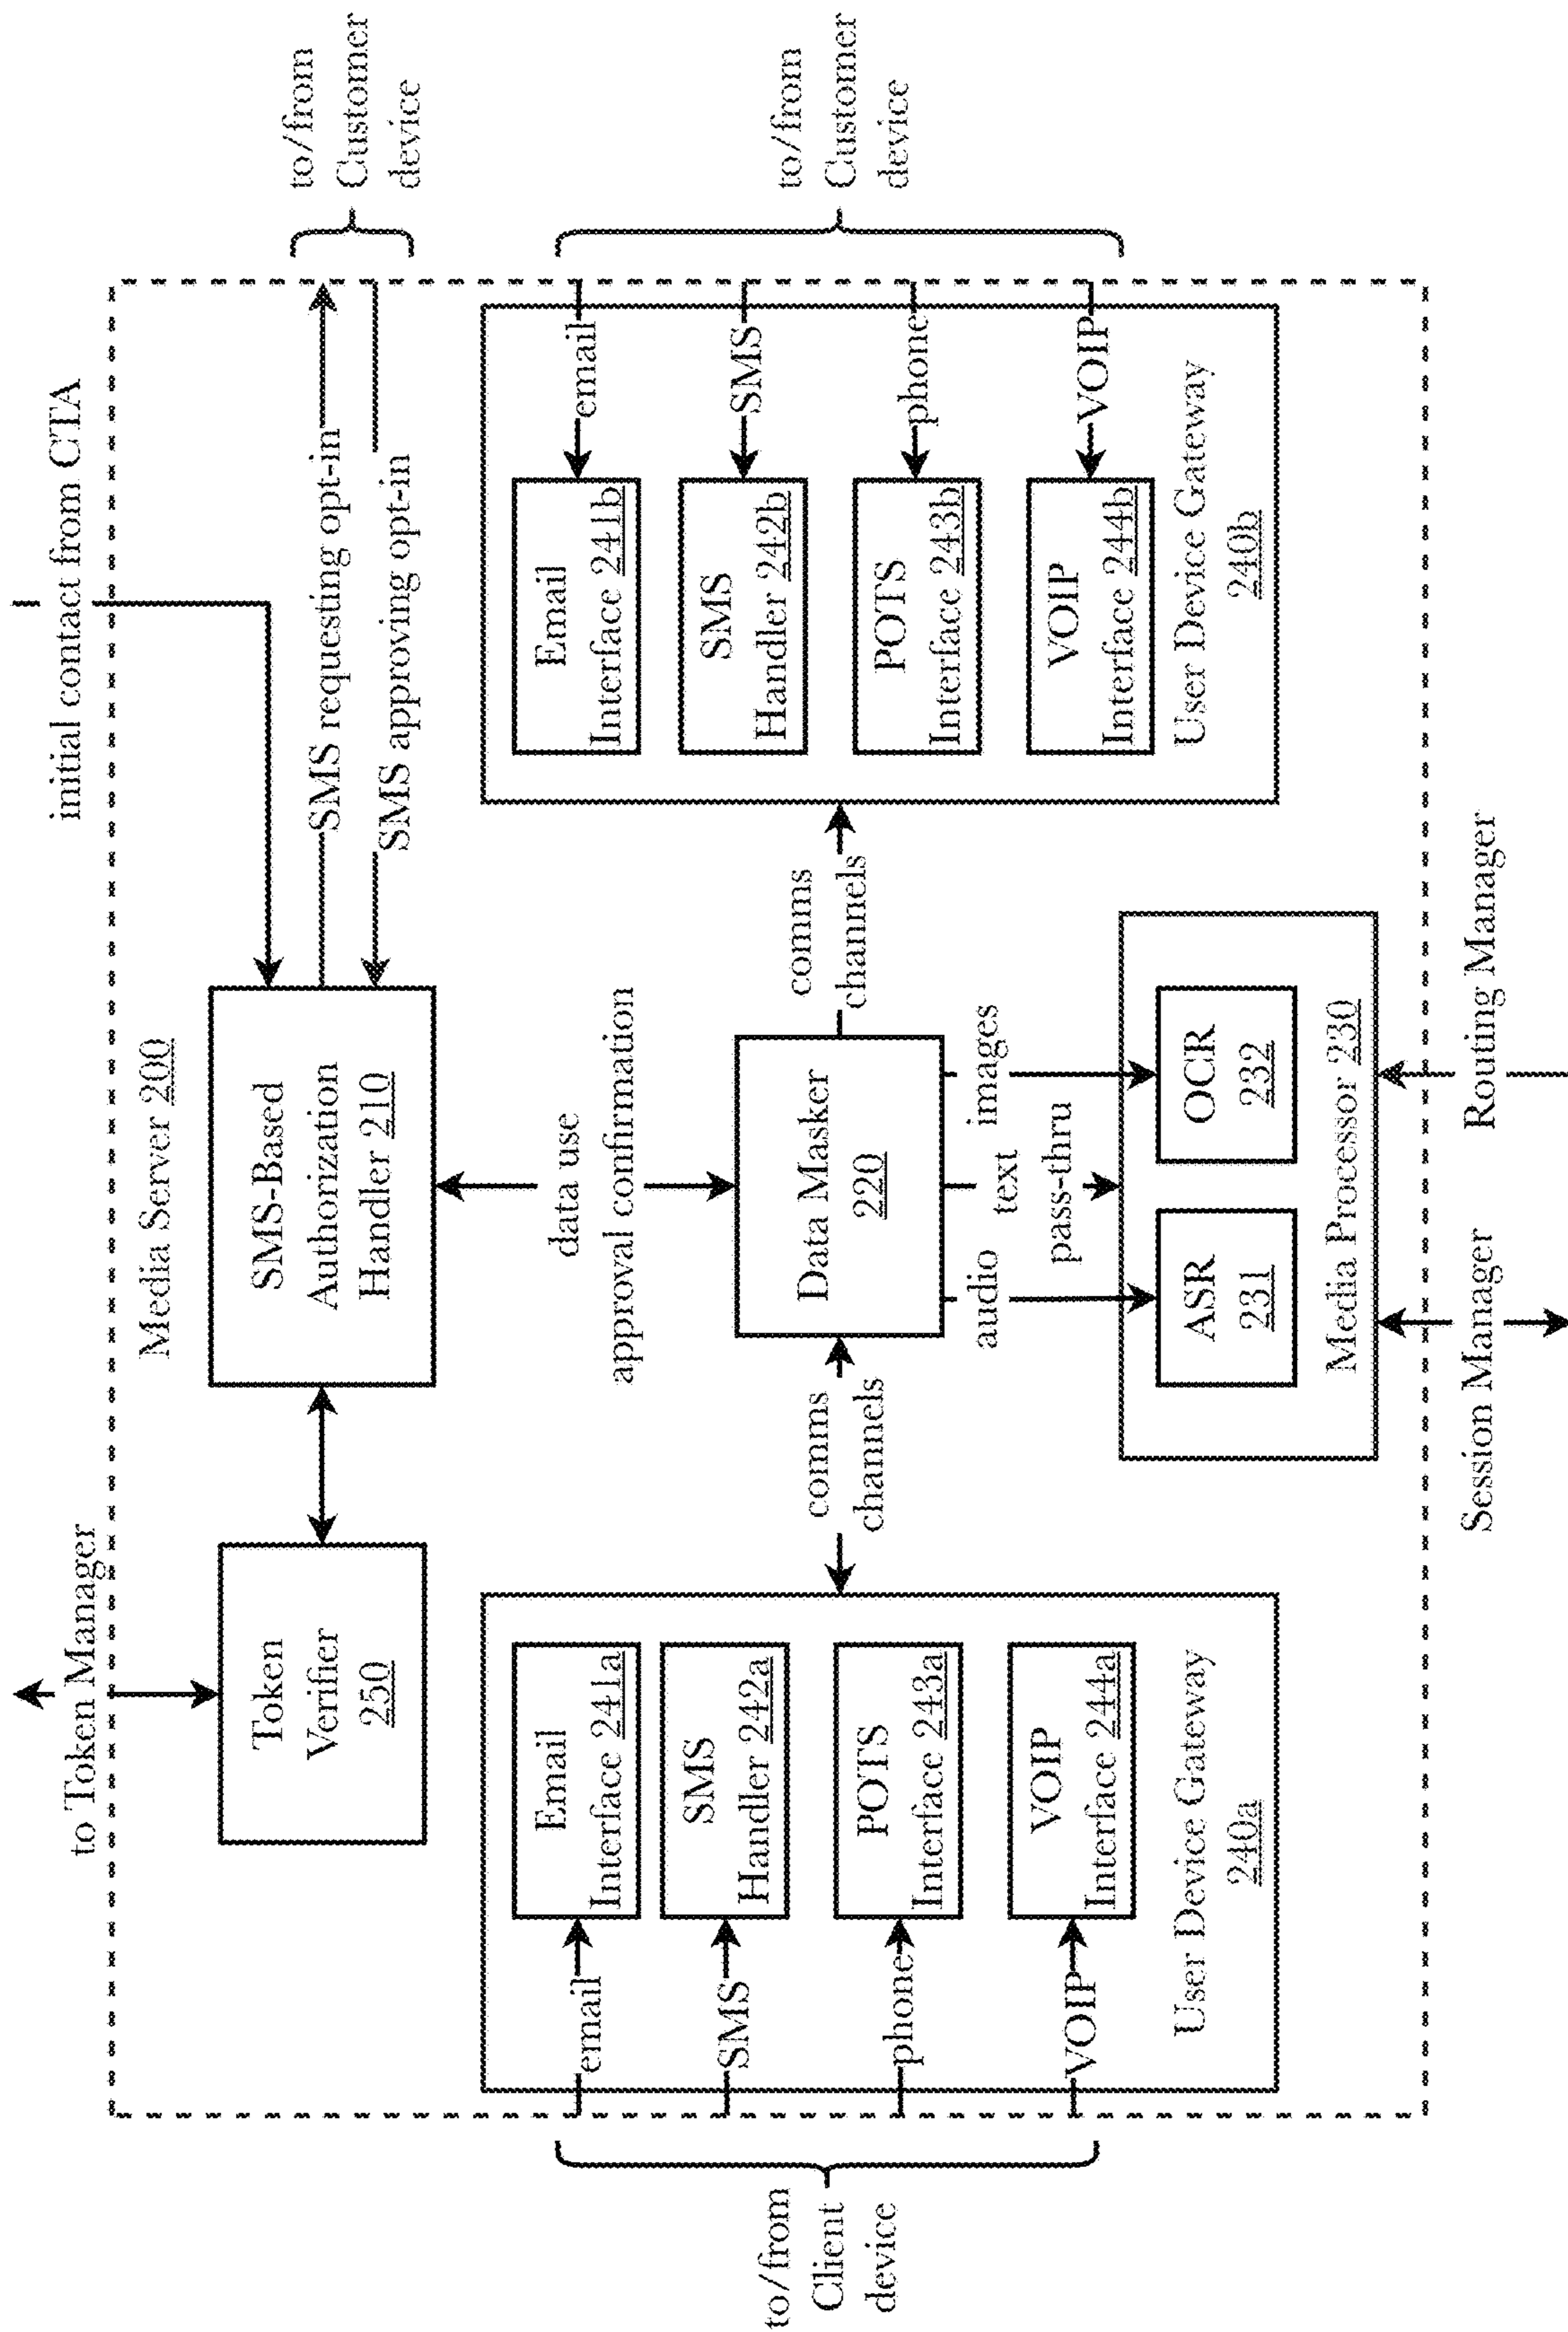 initial contact from CTA
to Token Manager
Media Server 200
to/from
Customer
device
SMS requesting opt-in
SMS approving opt-in
Token
Verifier
250
SMS-Based
Authorization
Handler 210
data use
approval confirmation
to/from
Client
device
email
SMS
phone
VOIP
Email
Interface 241a
SMS
Handler 242a
POTS
Interface 243a
VOIP
Interface 244a
User Device Gateway
240a
comms
channels
Data Masker
220
comms
channels
Email
Interface 241b
SMS
Handler 242b
POTS
Interface 243b
VOIP
Interface 244b
User Device Gateway
240b
email
SMS
phone
VOIP
to/from
Customer
device
audio
text
pass-thru
images
ASR
231
OCR
232
Media Processor 230
Session Manager
Routing Manager